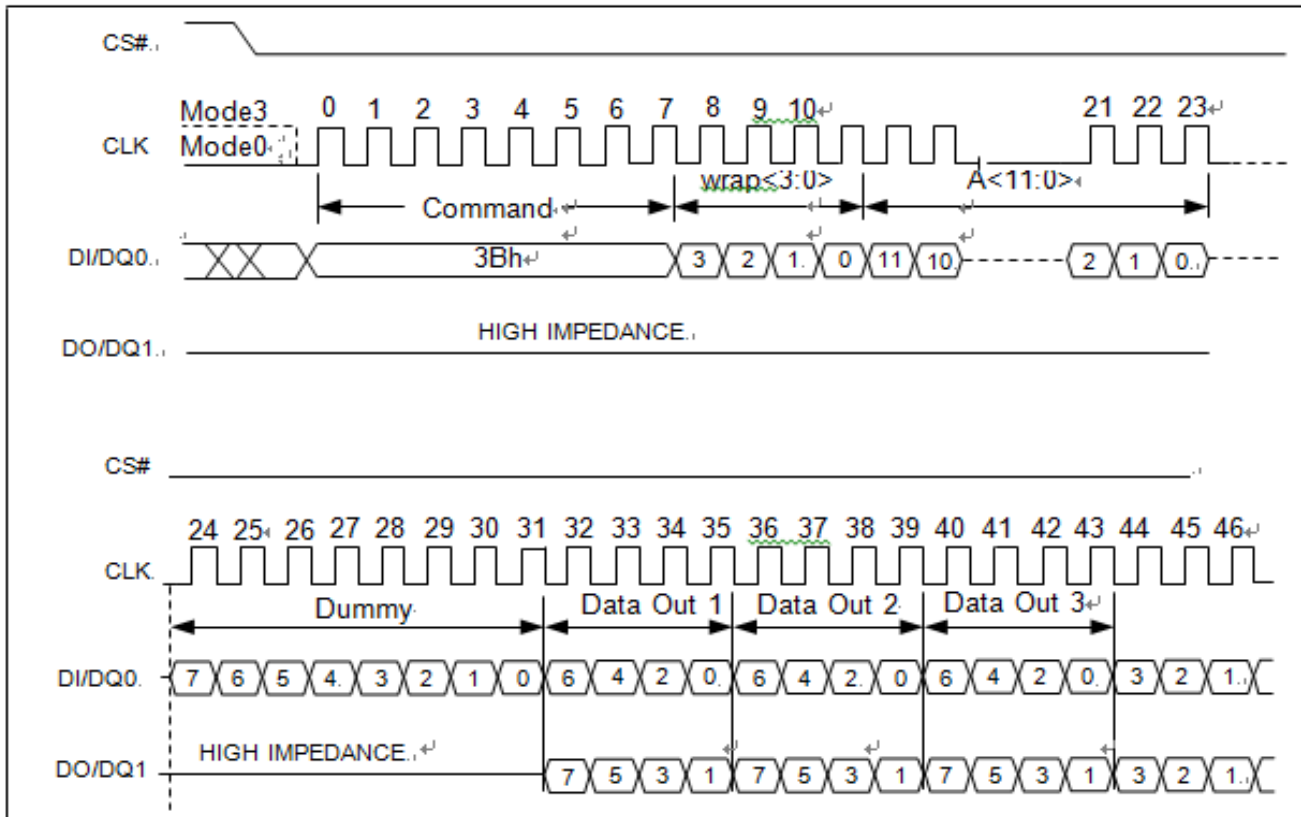 CS#
Mode3 0 1 2 3 4 5 6 7 8 9 10 21 22 23
CLK Mode0
wrap<3:0> A<11:0>
Command
DI/DQ0. 3Bh 3 2 1. 0 11 10. 2 1 0.
HIGH IMPEDANCE.
DO/DQ1.
CS#
24 25 26 27 28 29 30 31 32 33 34 35 36 37 38 39 40 41 42 43 44 45 46
CLK.
Dummy Data Out 1 Data Out 2 Data Out 3
DI/DQ0. 7 6 5 4. 3 2 1 0 6 4 2 0. 6 4 2. 0 6 4 2 0. 3 2 1.
HIGH IMPEDANCE.
DO/DQ1 7 5 3 1 7 5 3 1 7 5 3 1 3 2 1.